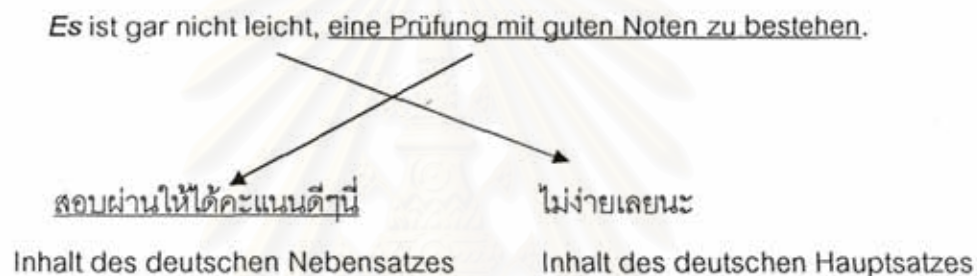 Es ist gar nicht leicht, eine Prüfung mit guten Noten zu bestehen.
สอบผ่านให้ได้คะแนนดีๆนี่ ไม่ง่ายเลยนะ
Inhalt des deutschen Nebensatzes Inhalt des deutschen Hauptsatzes